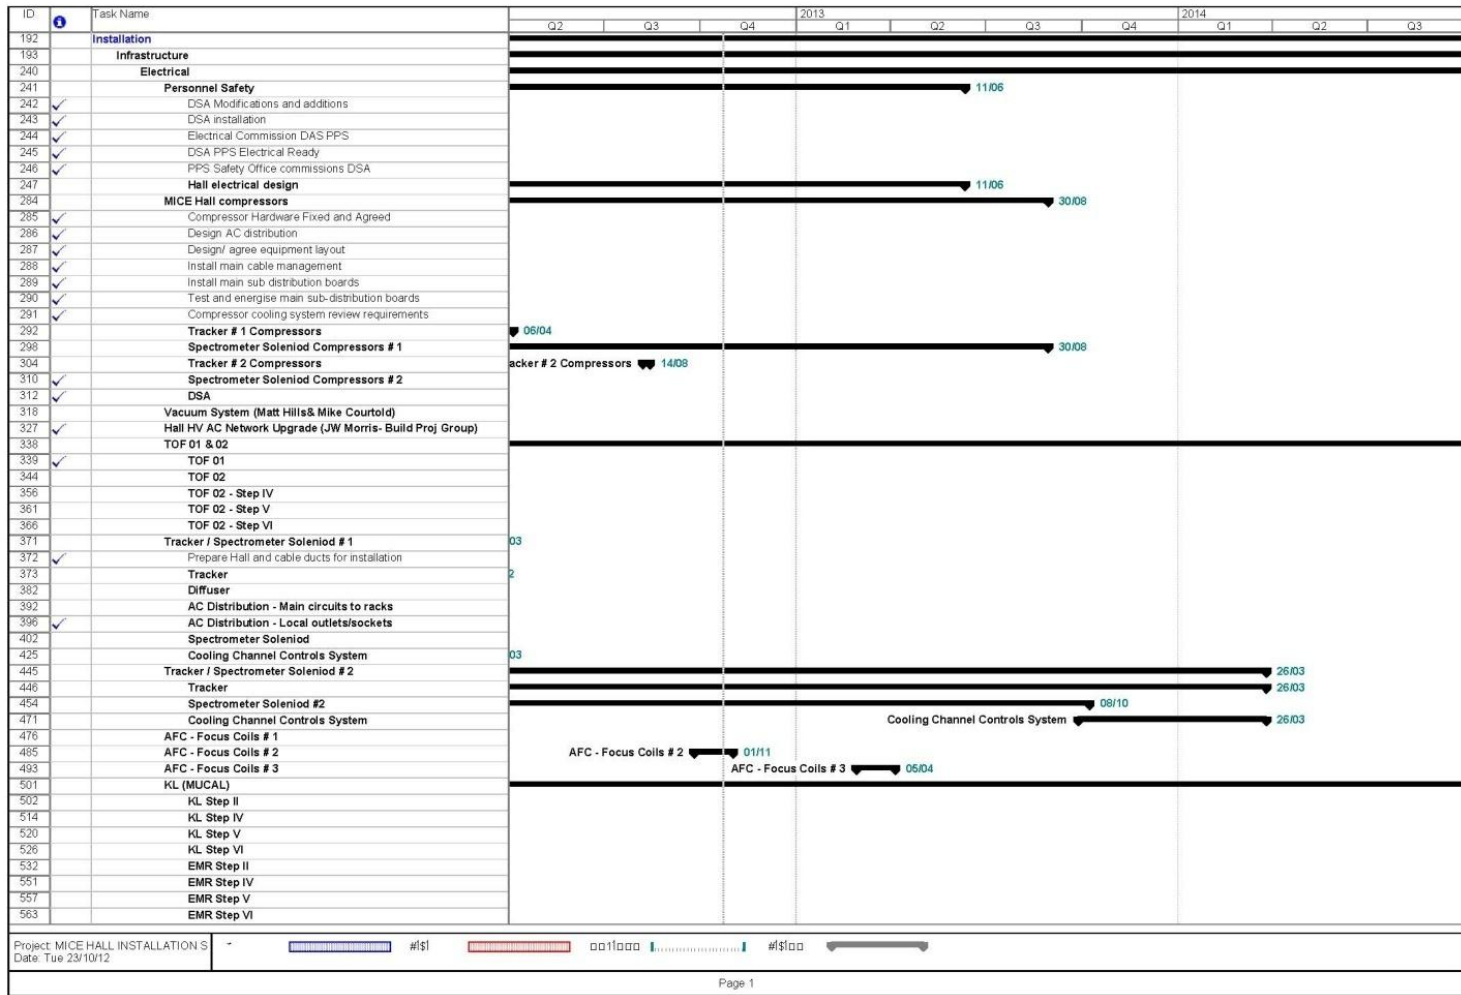 ID Task Name 2013 2014
Q2 Q3 Q4 Q1 Q2 Q3 Q4 Q1 Q2 Q3
192 Installation
193 Infrastructure
240 Electrical
241 Personnel Safety 11/06
242 DSA Modifications and additions
243 DSA installation
244 Electrical Commission DAS PPS
245 DSA PPS Electrical Ready
246 PPS Safety Office commissions DSA
247 Hall electrical design 11/06
284 MICE Hall compressors 30/08
285 Compressor Hardware Fixed and Agreed
286 Design AC distribution
287 Design/ agree equipment layout
288 Install main cable management
289 Install main sub distribution boards
290 Test and energise main sub-distribution boards
291 Compressor cooling system review requirements
292 Tracker # 1 Compressors 06/04
298 Spectrometer Soleniod Compressors # 1 30/08
304 Tracker # 2 Compressors acker # 2 Compressors 14/08
310 Spectrometer Soleniod Compressors # 2
312 DSA
318 Vacuum System (Matt Hills& Mike Courtold)
327 Hall HV AC Network Upgrade (JW Morris- Build Proj Group)
338 TOF 01 & 02
339 TOF 01
344 TOF 02
356 TOF 02 - Step IV
361 TOF 02 - Step V
366 TOF 02 - Step VI
371 Tracker / Spectrometer Soleniod # 1 03
372 Prepare Hall and cable ducts for installation
373 Tracker 2
382 Diffuser
392 AC Distribution - Main circuits to racks
396 AC Distribution - Local outlets/sockets
402 Spectrometer Soleniod
425 Cooling Channel Controls System 03
445 Tracker / Spectrometer Soleniod # 2 26/03
446 Tracker 26/03
454 Spectrometer Soleniod #2 08/10
471 Cooling Channel Controls System Cooling Channel Controls System 26/03
476 AFC - Focus Coils # 1
485 AFC - Focus Coils # 2 AFC - Focus Coils # 2 01/11
493 AFC - Focus Coils # 3 AFC - Focus Coils # 3 05/04
501 KL (MUCAL)
502 KL Step II
514 KL Step IV
520 KL Step V
526 KL Step VI
532 EMR Step II
551 EMR Step IV
557 EMR Step V
563 EMR Step VI
Project: MICE HALL INSTALLATION S
Date: Tue 23/10/12
Page 1